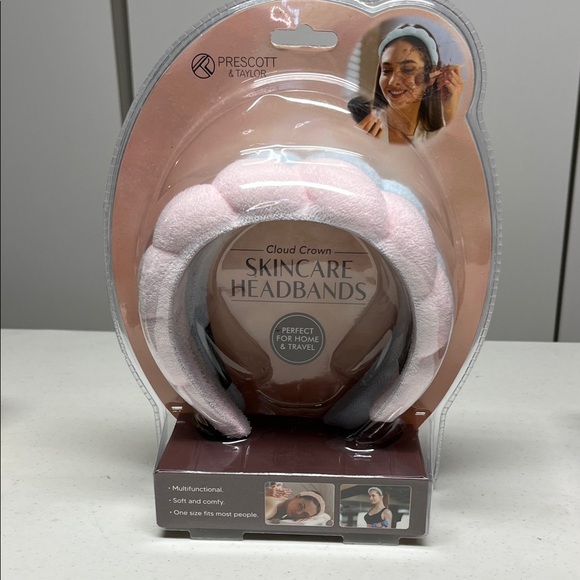 PRESCOTT
& TAYLOR
Cloud Crown
SKINCARE
HEADBANDS
PERFECT
FOR HOME
& TRAVEL
• Multifunctional.
• Soft and comfy.
• One size fits most people.